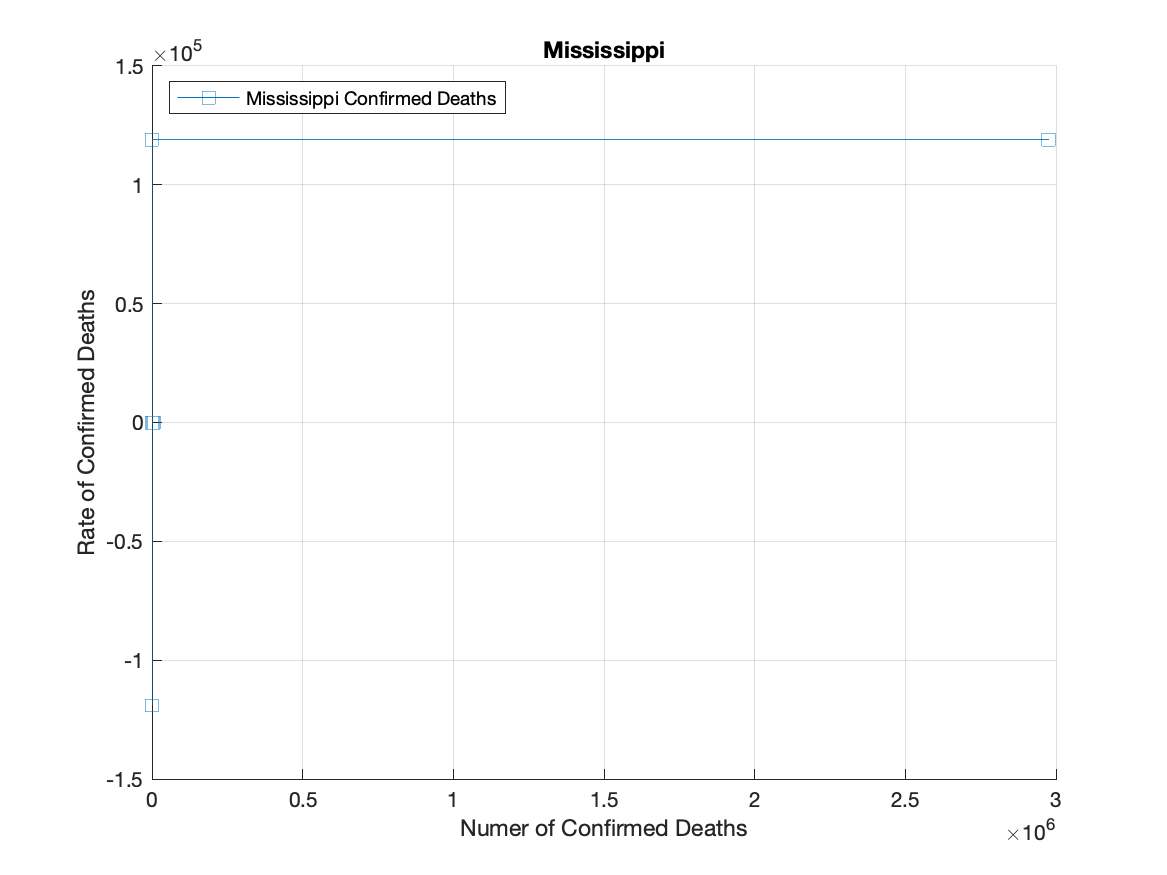 Mississippi
×10^5
Mississippi Confirmed Deaths
1.5
1
0.5
0
-0.5
-1
-1.5
Rate of Confirmed Deaths
0 0.5 1 1.5 2 2.5 3
Numer of Confirmed Deaths
×10^6